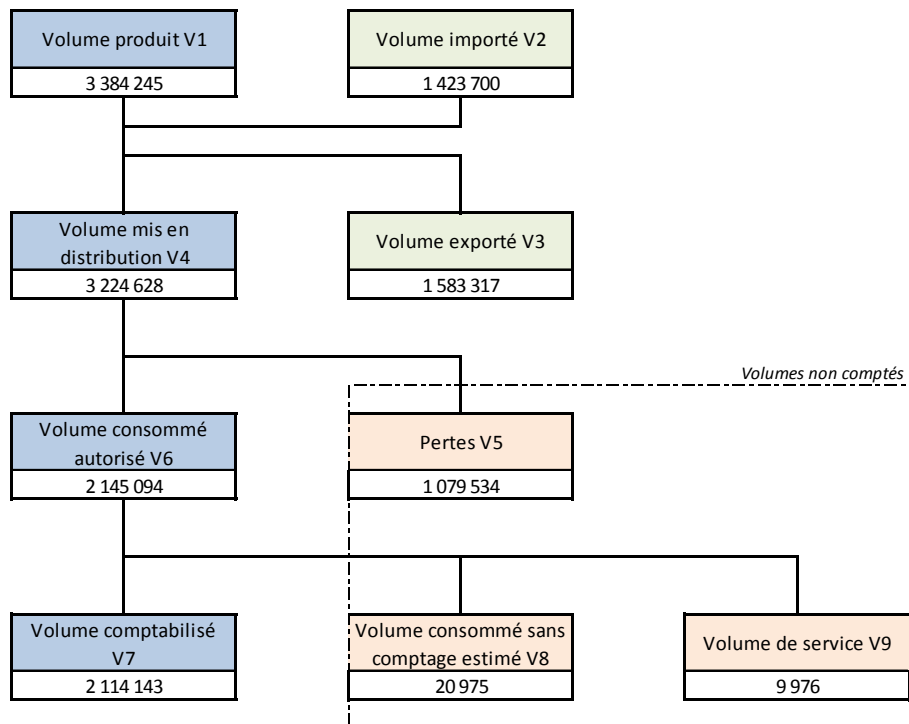 Volume produit V1
Volume importé V2
3 384 245
1 423 700
Volume mis en
distribution V4
Volume exporté V3
3 224 628
1 583 317
Volumes non comptés
Volume consommé
autorisé V6
Pertes V5
2 145 094
1 079 534
Volume comptabilisé
V7
Volume consommé sans
comptage estimé V8
Volume de service V9
2 114 143
20 975
9 976